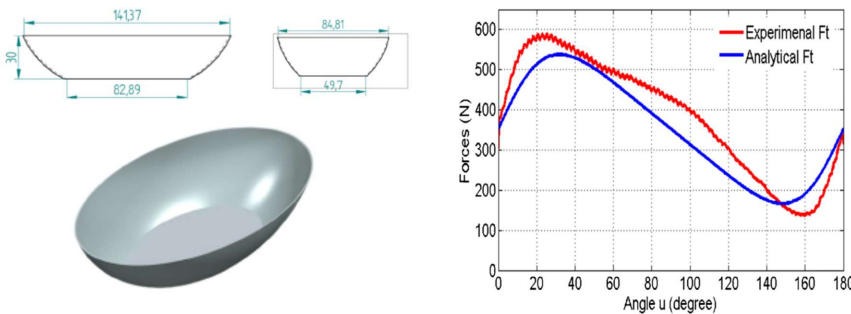 141,37
30
82,89
84,81
49,7
Experimenal Ft
Analytical Ft
Forces (N)
600
500
400
300
200
100
0
0 20 40 60 80 100 120 140 160 180
Angle u (degree)